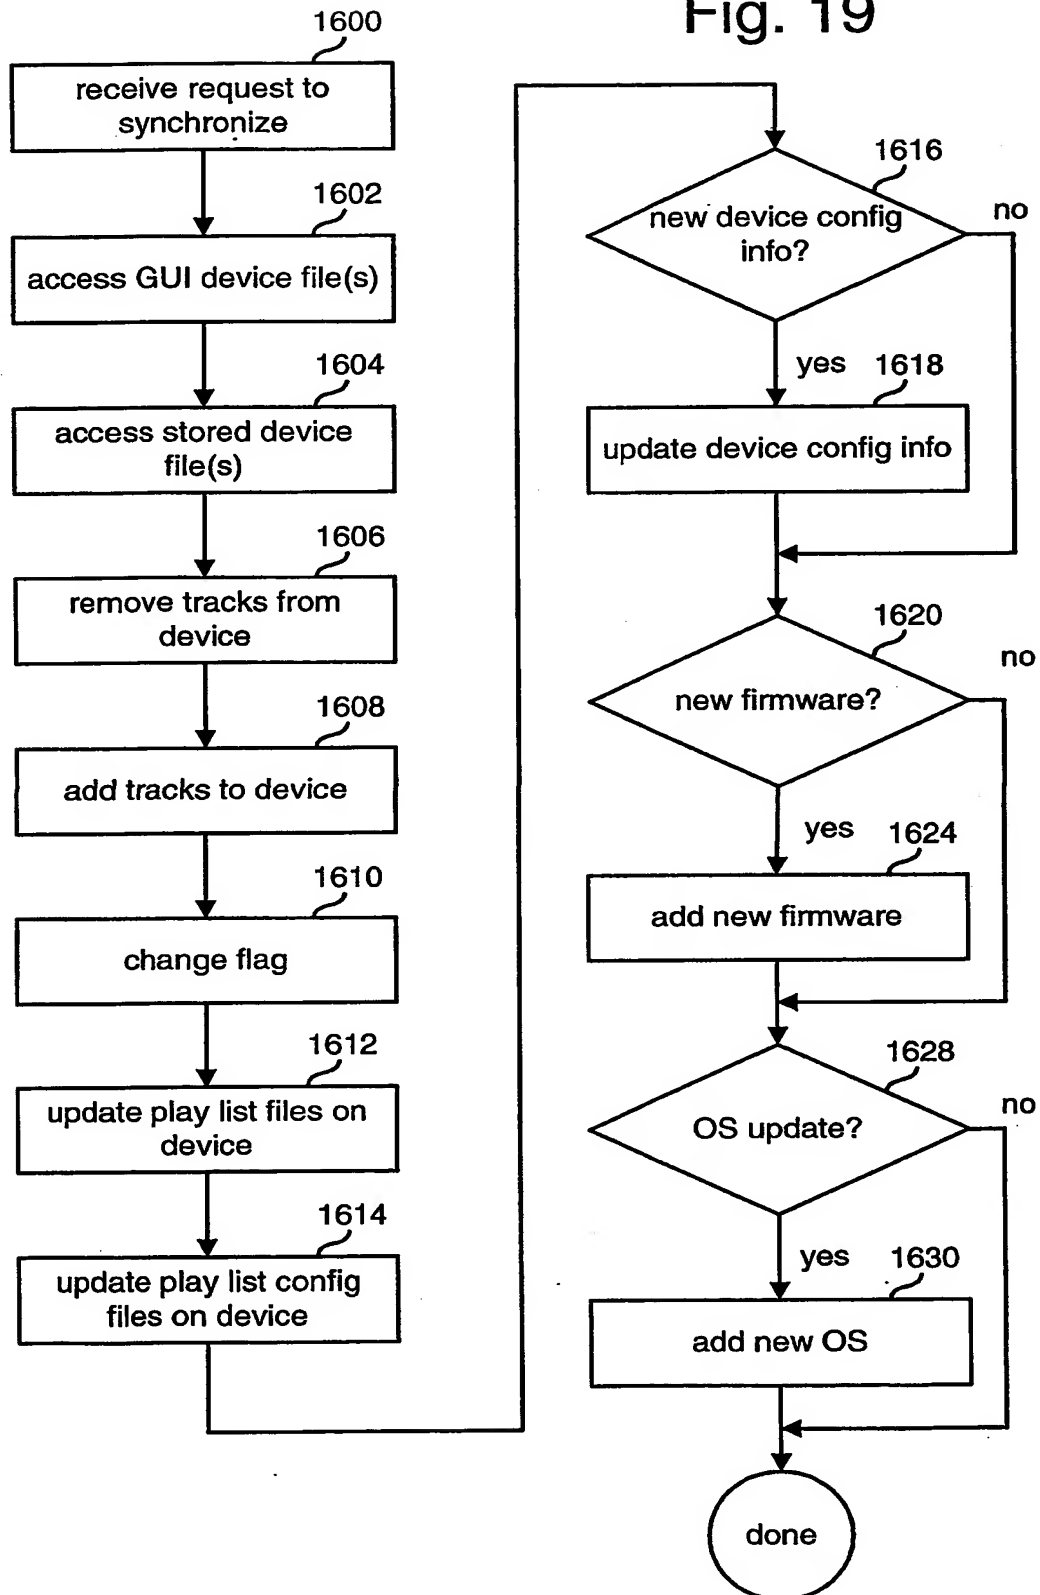 Fig. 19
1600
receive request to
synchronize
1602
access GUI device file(s)
1604
access stored device
file(s)
1606
remove tracks from
device
1608
add tracks to device
1610
change flag
1612
update play list files on
device
1614
update play list config
files on device
1616
new device config
info?
no
yes
1618
update device config info
1620
new firmware?
no
yes
1624
add new firmware
1628
OS update?
no
yes
1630
add new OS
done